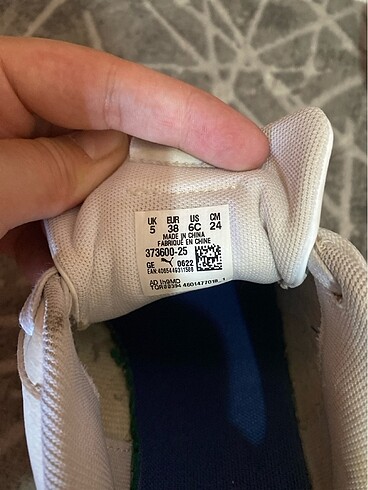 UK EUR US CM
5 38 6C 24
MADE IN CHINA
FABRIQUE EN CHINE
373600-25
GE 0622
EAN:4065449311588